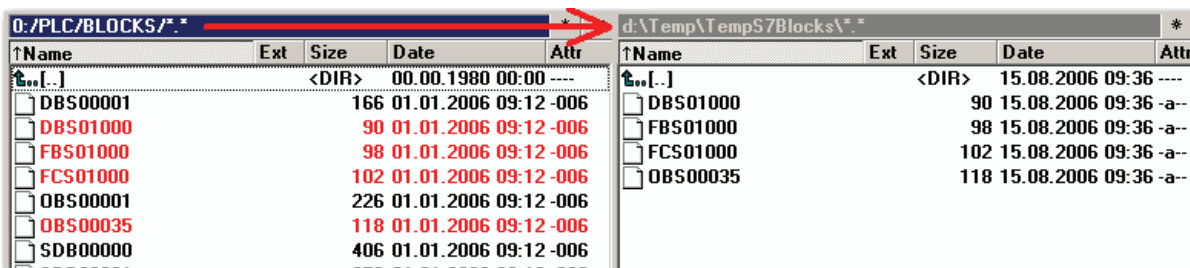 0:/PLC/BLOCKS/*.* *
↑Name Ext Size Date Attr
[..] <DIR> 00.00.1980 00:00 ----
DBS00001 166 01.01.2006 09:12 -006
DBS01000 90 01.01.2006 09:12 -006
FBS01000 98 01.01.2006 09:12 -006
FCS01000 102 01.01.2006 09:12 -006
OBS00001 226 01.01.2006 09:12 -006
OBS00035 118 01.01.2006 09:12 -006
SDB00000 406 01.01.2006 09:12 -006
d:\Temp\TempS7Blocks\*.* *
↑Name Ext Size Date Attr
[..] <DIR> 15.08.2006 09:36 ----
DBS01000 90 15.08.2006 09:36 -a--
FBS01000 98 15.08.2006 09:36 -a--
FCS01000 102 15.08.2006 09:36 -a--
OBS00035 118 15.08.2006 09:36 -a--